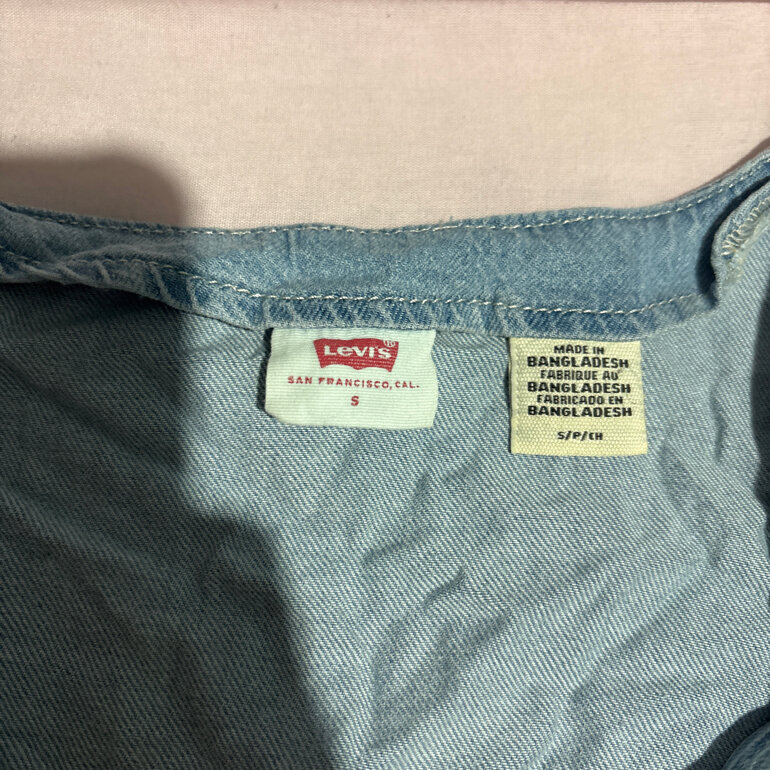 Levi's®
SAN FRANCISCO, CAL.
S
MADE IN
BANGLADESH
FABRIQUE AU
BANGLADESH
FABRICADO EN
BANGLADESH
S/P/CH